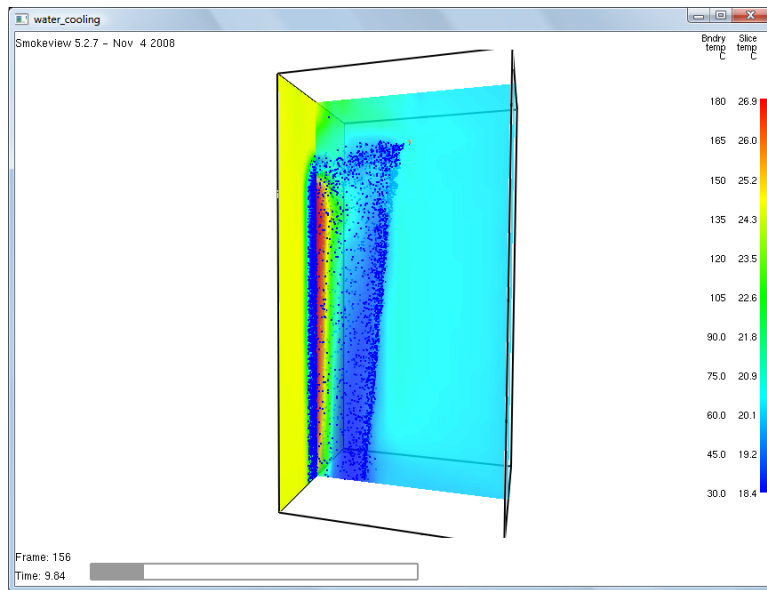 water_cooling
Smokeview 5.2.7 - Nov 4 2008
Bndry Slice
temp temp
C C
180 26.9
165 26.0
150 25.2
135 24.3
120 23.5
105 22.6
90.0 21.8
75.0 20.9
60.0 20.1
45.0 19.2
30.0 18.4
Frame: 156
Time: 9.84